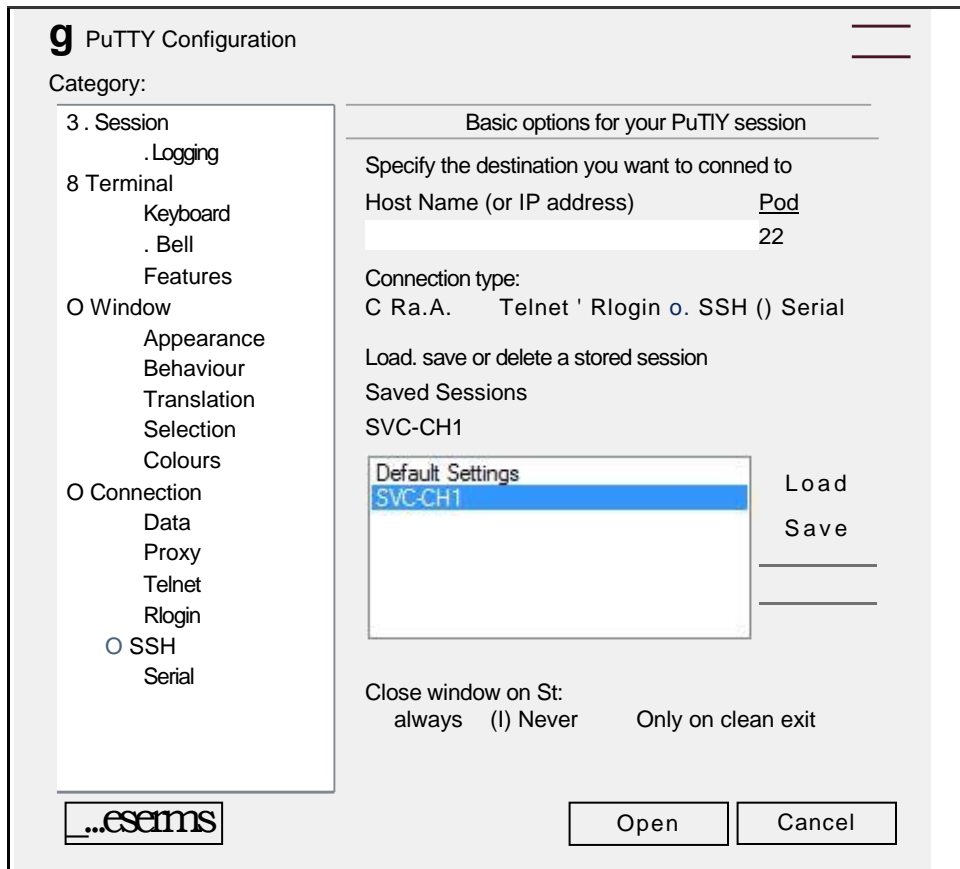 g PuTTY Configuration
Category:
3 . Session
. Logging
8 Terminal
Keyboard
. Bell
Features
O Window
Appearance
Behaviour
Translation
Selection
Colours
O Connection
Data
Proxy
Telnet
Rlogin
O SSH
Serial
Basic options for your PuTlY session
Specify the destination you want to conned to
Host Name (or IP address) Pod
22
Connection type:
C Ra.A. Telnet ' Rlogin o. SSH () Serial
Load. save or delete a stored session
Saved Sessions
SVC-CH1
Default Settings
SVC-CH1
Load
Save
Close window on St:
always (I) Never Only on clean exit
_...esenns
Open
Cancel